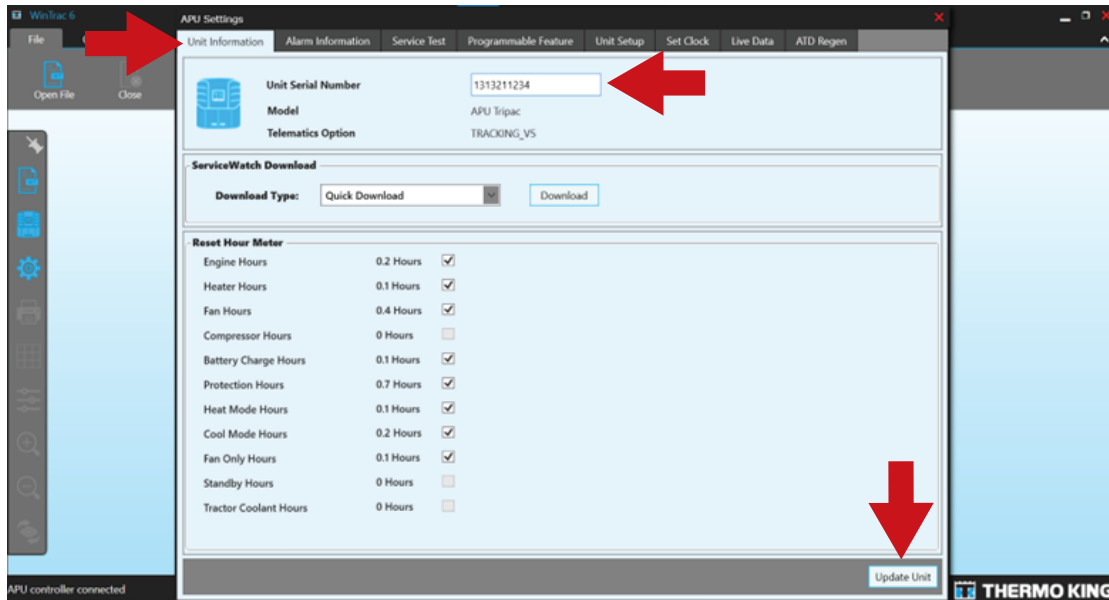 WinTrac 6
APU Settings
File
Unit Information Alarm Information Service Test Programmable Feature Unit Setup Set Clock Live Data ATD Regen
Open File Close
Unit Serial Number 1313211234
Model APU Tripac
Telematics Option TRACKING_V5
ServiceWatch Download
Download Type: Quick Download Download
Reset Hour Meter
Engine Hours 0.2 Hours
Heater Hours 0.1 Hours
Fan Hours 0.4 Hours
Compressor Hours 0 Hours
Battery Charge Hours 0.1 Hours
Protection Hours 0.7 Hours
Heat Mode Hours 0.1 Hours
Cool Mode Hours 0.2 Hours
Fan Only Hours 0.1 Hours
Standby Hours 0 Hours
Tractor Coolant Hours 0 Hours
Update Unit
APU controller connected
THERMO KING